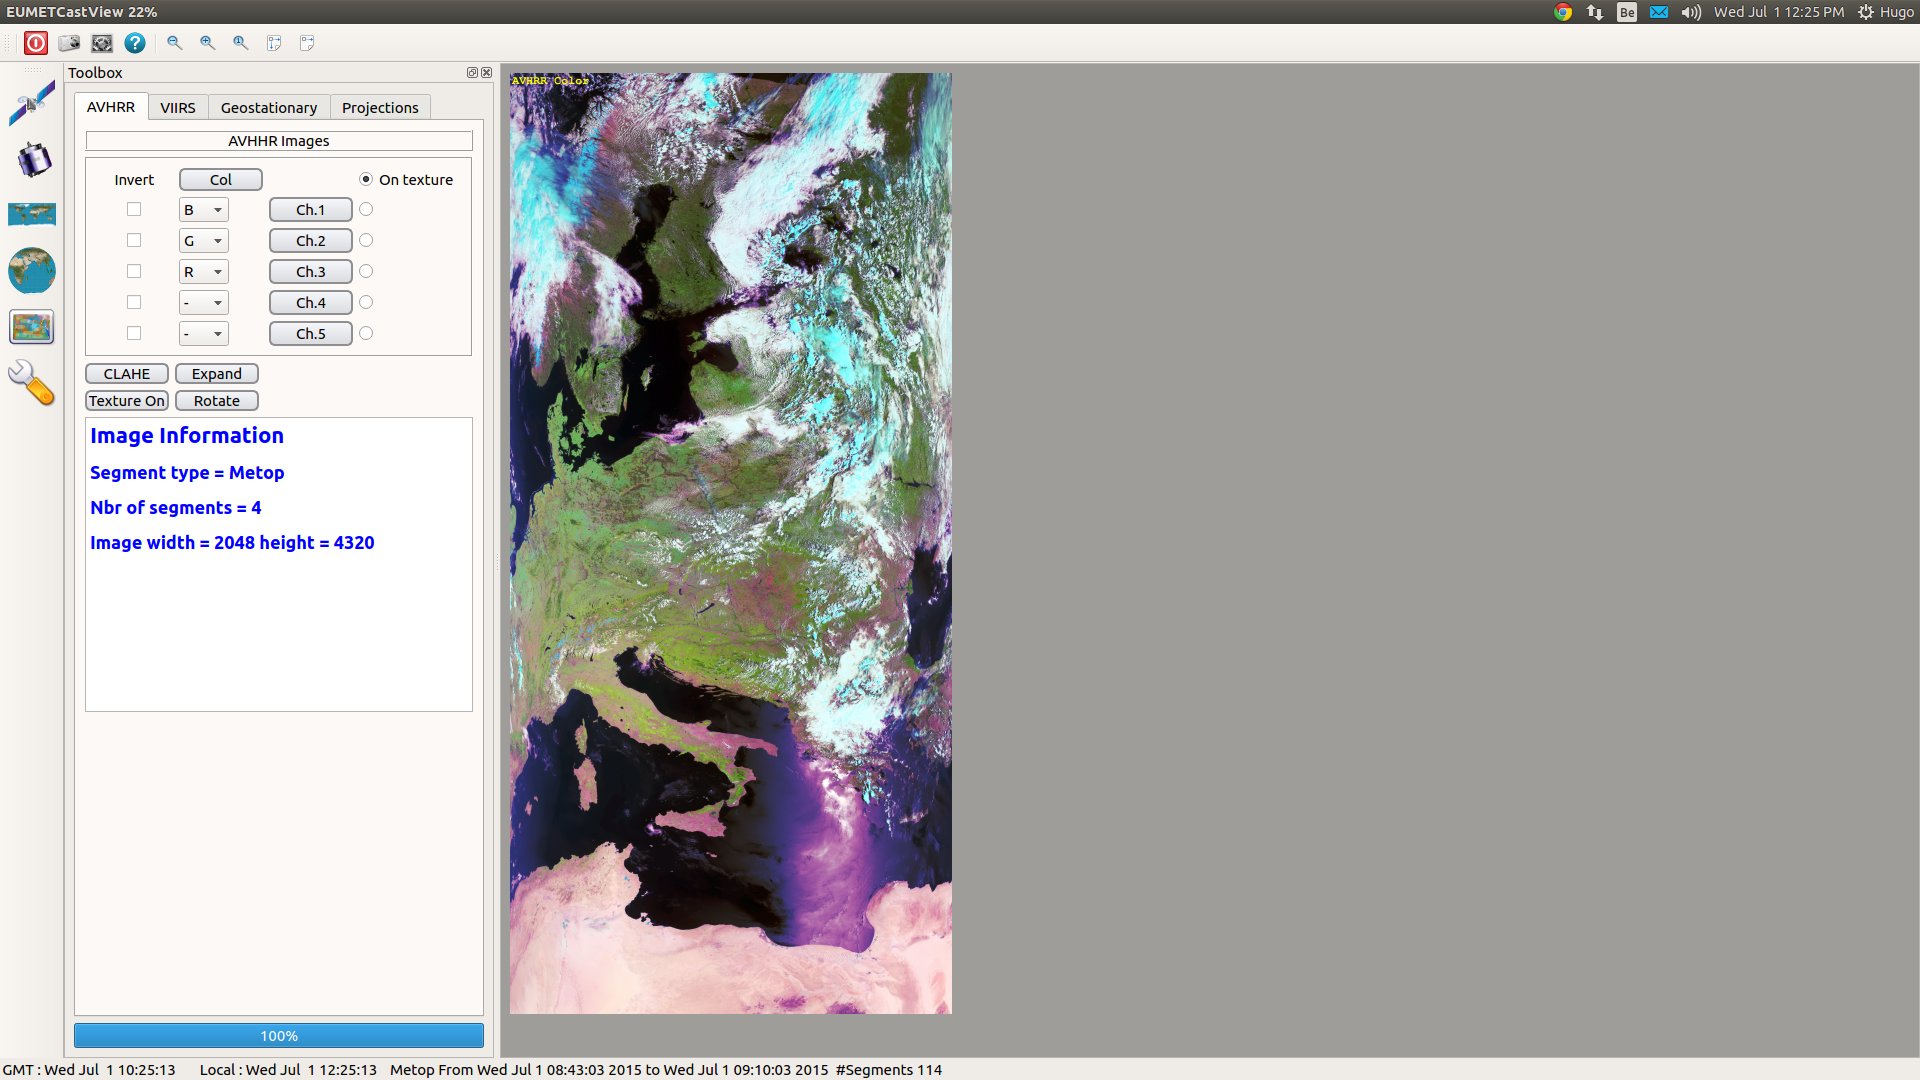 EUMETCastView 22%
Be
Wed Jul 1 12:25 PM
Hugo
Toolbox
AVHRR
VIIRS
Geostationary
Projections
AVHHR Images
Invert
Col
On texture
B
Ch.1
G
Ch.2
R
Ch.3
-
Ch.4
-
Ch.5
CLAHE
Expand
Texture On
Rotate
Image Information
Segment type = Metop
Nbr of segments = 4
Image width = 2048 height = 4320
100%
AVHRR Color
GMT : Wed Jul 1 10:25:13
Local : Wed Jul 1 12:25:13
Metop From Wed Jul 1 08:43:03 2015 to Wed Jul 1 09:10:03 2015 #Segments 114